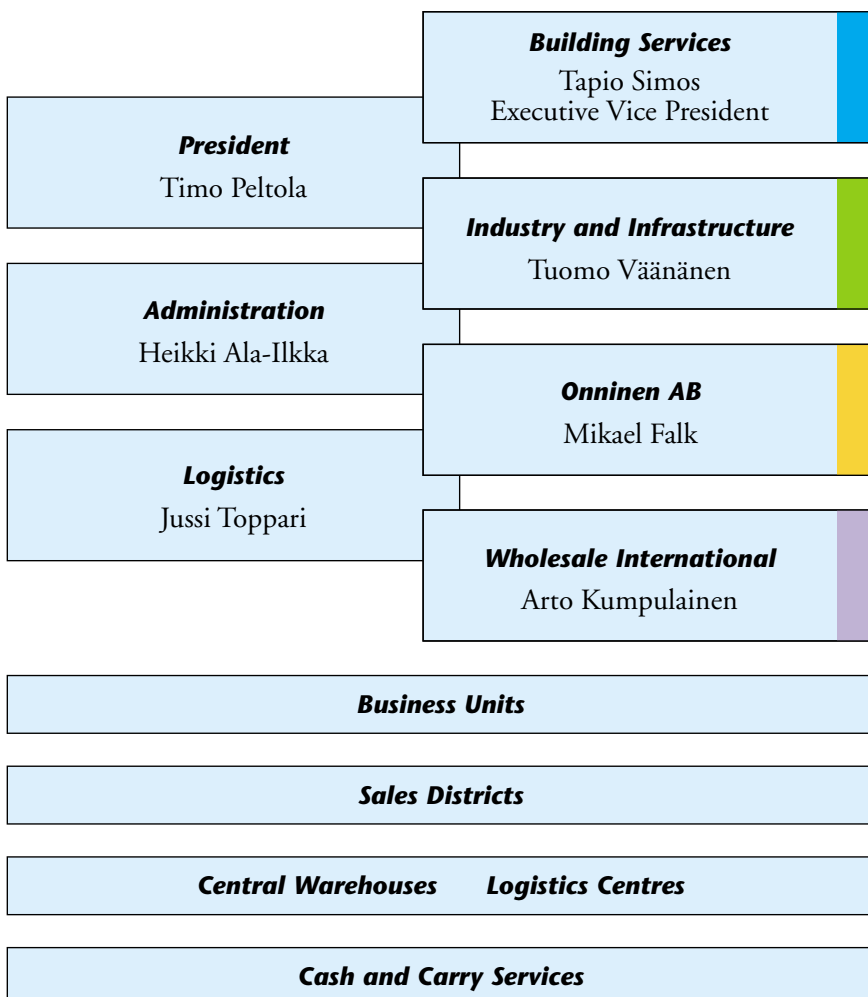 Building Services
Tapio Simos
Executive Vice President
President
Timo Peltola
Industry and Infrastructure
Tuomo Väänänen
Administration
Heikki Ala-Ilkka
Onninen AB
Mikael Falk
Logistics
Jussi Toppari
Wholesale International
Arto Kumpulainen
Business Units
Sales Districts
Central Warehouses Logistics Centres
Cash and Carry Services